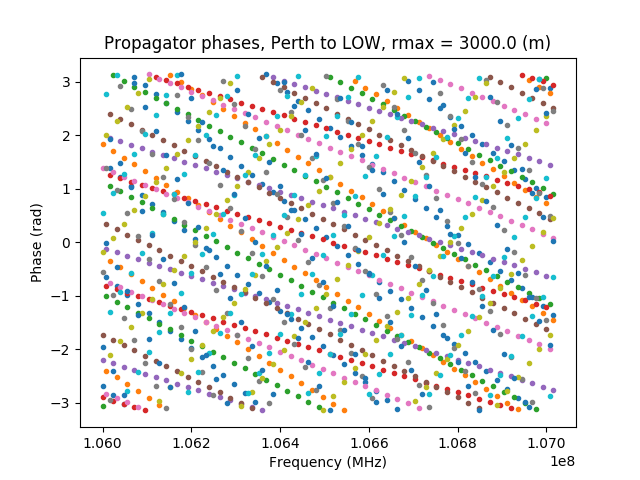 Propagator phases, Perth to LOW, rmax = 3000.0 (m)
3
2
1
0
−1
−2
−3
Phase (rad)
1.060 1.062 1.064 1.066 1.068 1.070
1e8
Frequency (MHz)